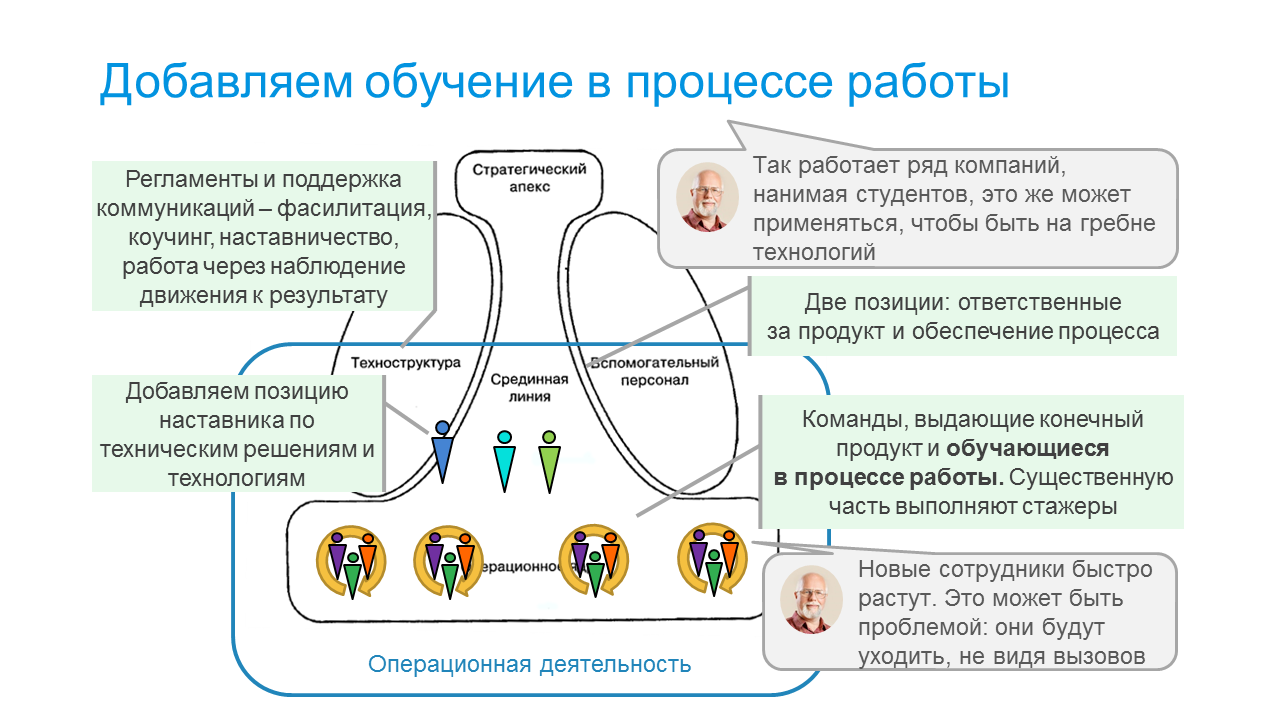 Добавляем обучение в процессе работы
Регламенты и поддержка
коммуникаций – фасилитация,
коучинг, наставничество,
работа через наблюдение
движения к результату
Стратегический
апекс
Так работает ряд компаний,
нанимая студентов, это же может
применяться, чтобы быть на гребне
технологий
Две позиции: ответственные
за продукт и обеспечение процесса
Техноструктура
Срединная
линия
Вспомогательный
персонал
Добавляем позицию
наставника по
техническим решениям и
технологиям
Команды, выдающие конечный
продукт и обучающиеся
в процессе работы. Существенную
часть выполняют стажеры
Новые сотрудники быстро
растут. Это может быть
проблемой: они будут
уходить, не видя вызовов
Операционная деятельность